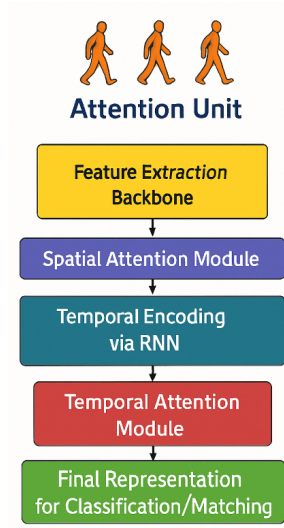 Attention Unit
Feature Extraction
Backbone
Spatial Attention Module
Temporal Encoding
via RNN
Temporal Attention
Module
Final Representation
for Classification/Matching